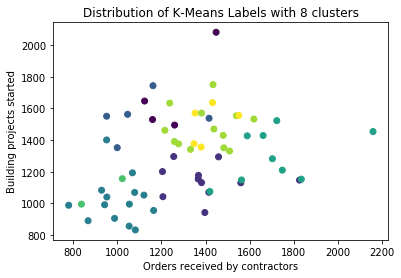 Distribution of K-Means Labels with 8 clusters
Building projects started
2000
1800
1600
1400
1200
1000
800
800 1000 1200 1400 1600 1800 2000 2200
Orders received by contractors